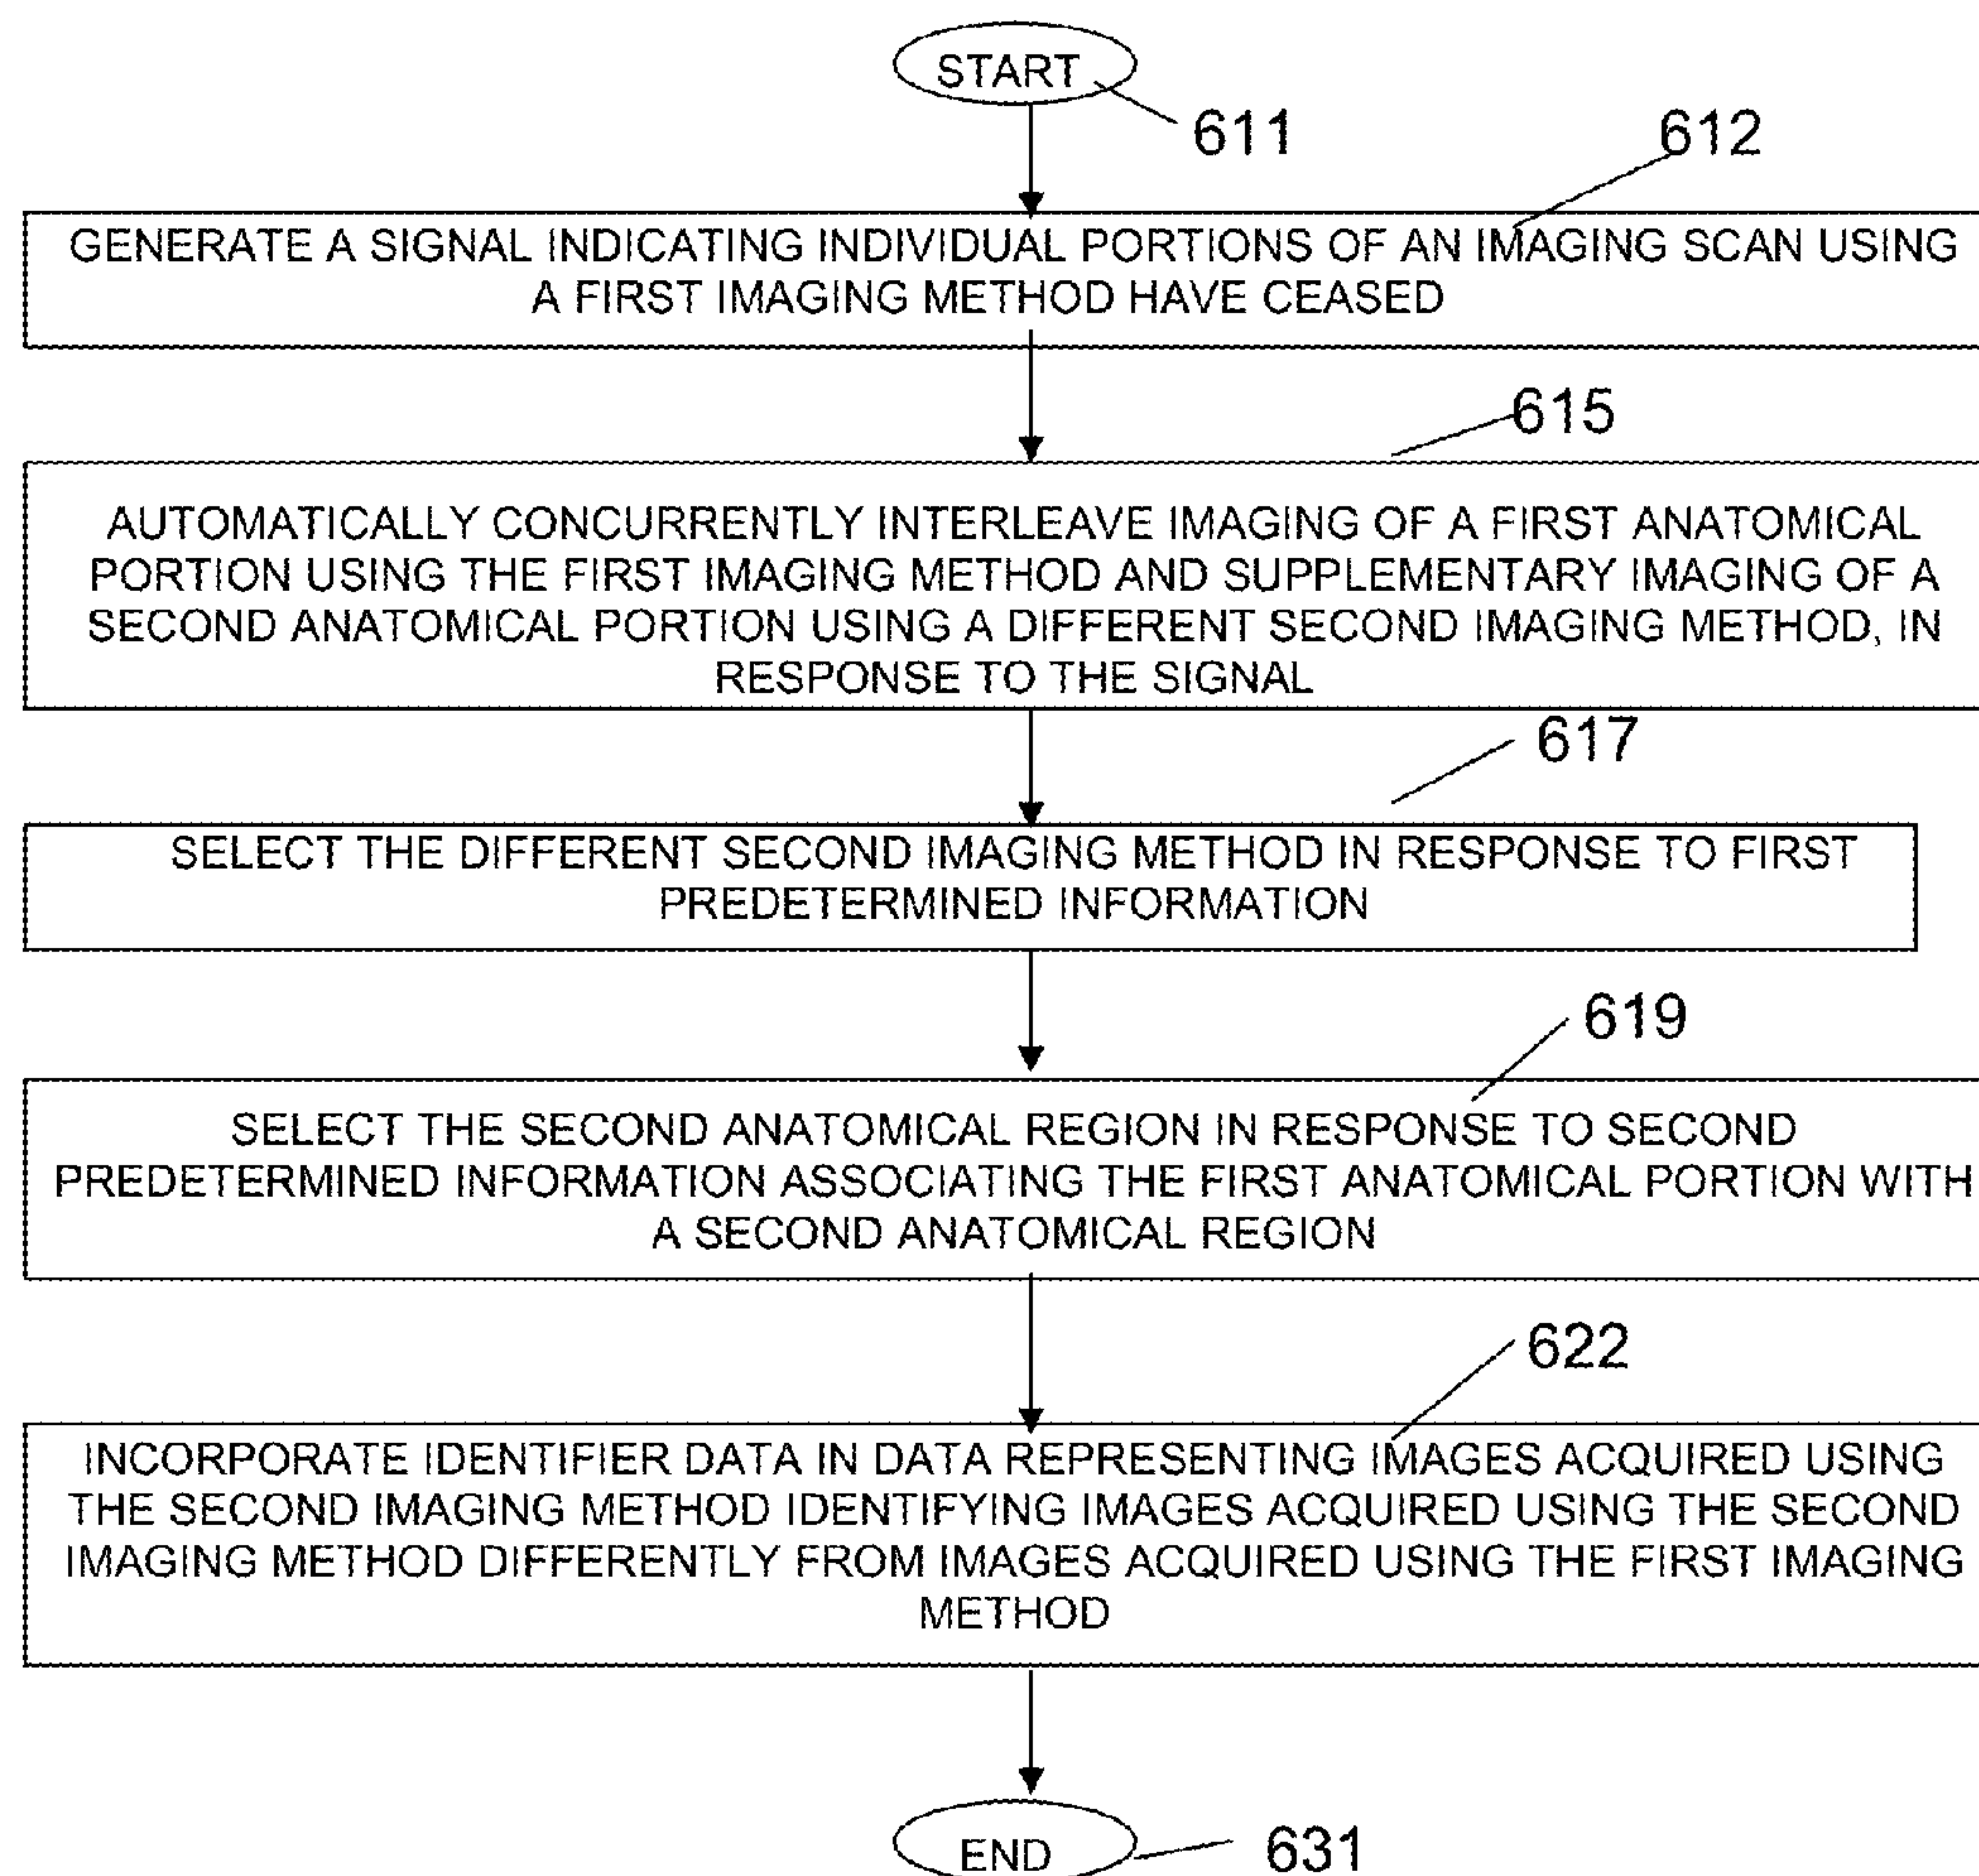 START
611
612
GENERATE A SIGNAL INDICATING INDIVIDUAL PORTIONS OF AN IMAGING SCAN USING
A FIRST IMAGING METHOD HAVE CEASED
615
AUTOMATICALLY CONCURRENTLY INTERLEAVE IMAGING OF A FIRST ANATOMICAL
PORTION USING THE FIRST IMAGING METHOD AND SUPPLEMENTARY IMAGING OF A
SECOND ANATOMICAL PORTION USING A DIFFERENT SECOND IMAGING METHOD, IN
RESPONSE TO THE SIGNAL
617
SELECT THE DIFFERENT SECOND IMAGING METHOD IN RESPONSE TO FIRST
PREDETERMINED INFORMATION
619
SELECT THE SECOND ANATOMICAL REGION IN RESPONSE TO SECOND
PREDETERMINED INFORMATION ASSOCIATING THE FIRST ANATOMICAL PORTION WITH
A SECOND ANATOMICAL REGION
622
INCORPORATE IDENTIFIER DATA IN DATA REPRESENTING IMAGES ACQUIRED USING
THE SECOND IMAGING METHOD IDENTIFYING IMAGES ACQUIRED USING THE SECOND
IMAGING METHOD DIFFERENTLY FROM IMAGES ACQUIRED USING THE FIRST IMAGING
METHOD
END
631